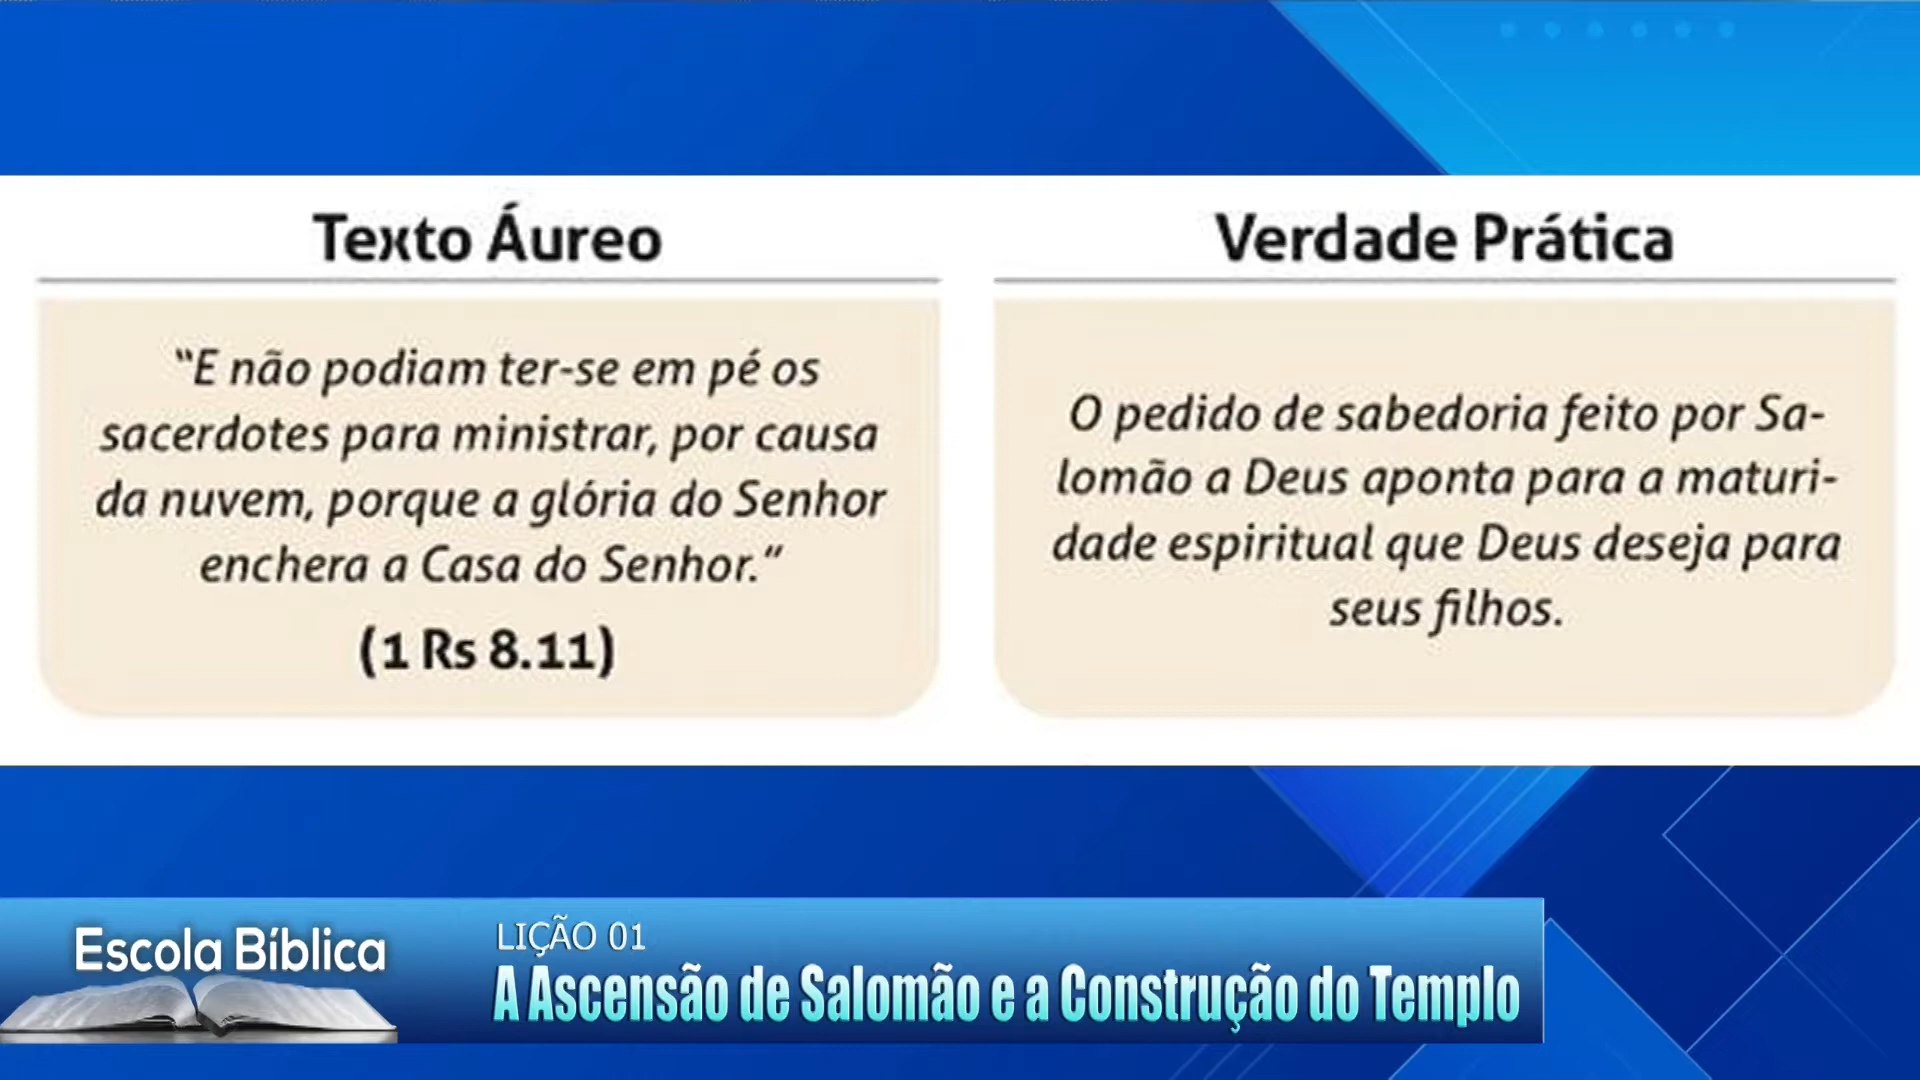 Texto Áureo
“E não podiam ter-se em pé os
sacerdotes para ministrar, por causa
da nuvem, porque a glória do Senhor
enchera a Casa do Senhor.”
(1 Rs 8.11)
Verdade Prática
O pedido de sabedoria feito por Sa-
lomão a Deus aponta para a maturi-
dade espiritual que Deus deseja para
seus filhos.
Escola Bíblica
LIÇÃO 01
A Ascensão de Salomão e a Construção do Templo